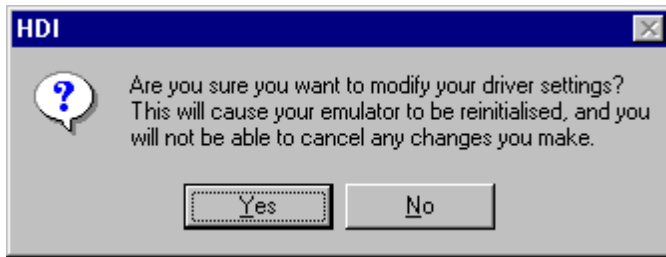 HDI
Are you sure you want to modify your driver settings?
This will cause your emulator to be reinitialised, and you
will not be able to cancel any changes you make.
Yes
No